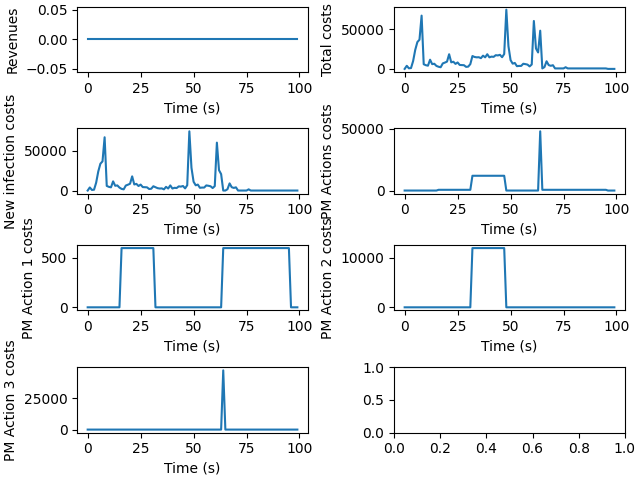 Revenues
0.05
0.00
−0.05
0 25 50 75 100
Time (s)
Total costs
50000
0
0 25 50 75 100
Time (s)
New infection costs
50000
0
0 25 50 75 100
Time (s)
PM Actions costs
50000
0
0 25 50 75 100
Time (s)
PM Action 1 costs
500
0
0 25 50 75 100
Time (s)
PM Action 2 costs
10000
0
0 25 50 75 100
Time (s)
PM Action 3 costs
25000
0
0 25 50 75 100
Time (s)
1.0
0.5
0.0
0.0 0.2 0.4 0.6 0.8 1.0